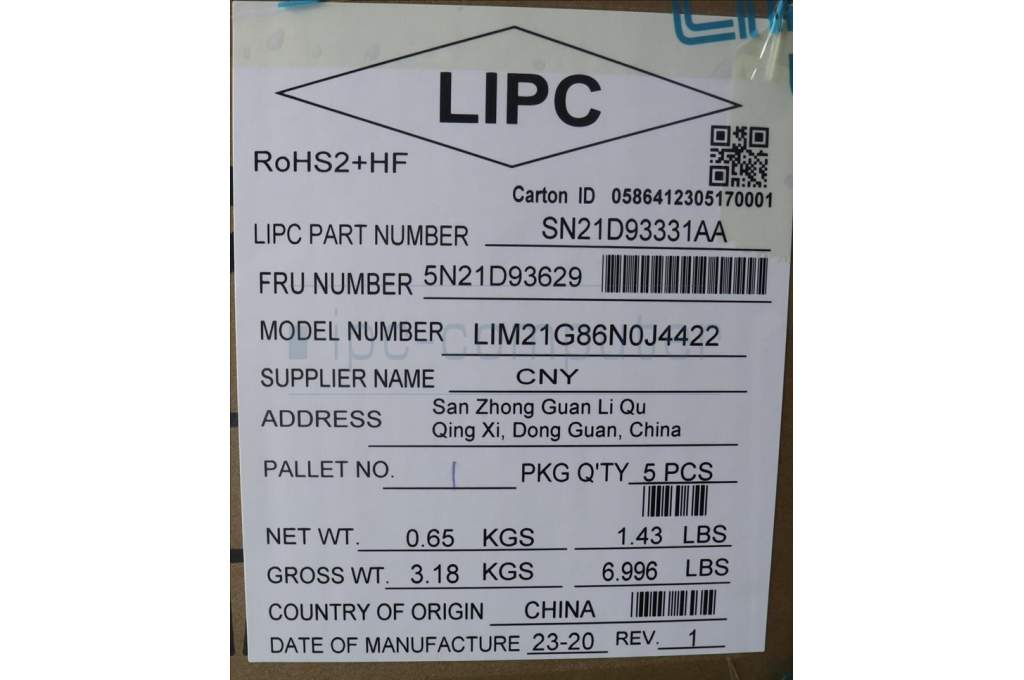 LIPC
RoHS2+HF
Carton ID 0586412305170001
LIPC PART NUMBER SN21D93331AA
FRU NUMBER 5N21D93629
MODEL NUMBER LIM21G86N0J4422
ipc-computer
SUPPLIER NAME CNY
ADDRESS San Zhong Guan Li Qu
Qing Xi, Dong Guan, China
PALLET NO. 1 PKG Q'TY 5 PCS
NET WT. 0.65 KGS 1.43 LBS
GROSS WT. 3.18 KGS 6.996 LBS
COUNTRY OF ORIGIN CHINA
DATE OF MANUFACTURE 23-20 REV. 1